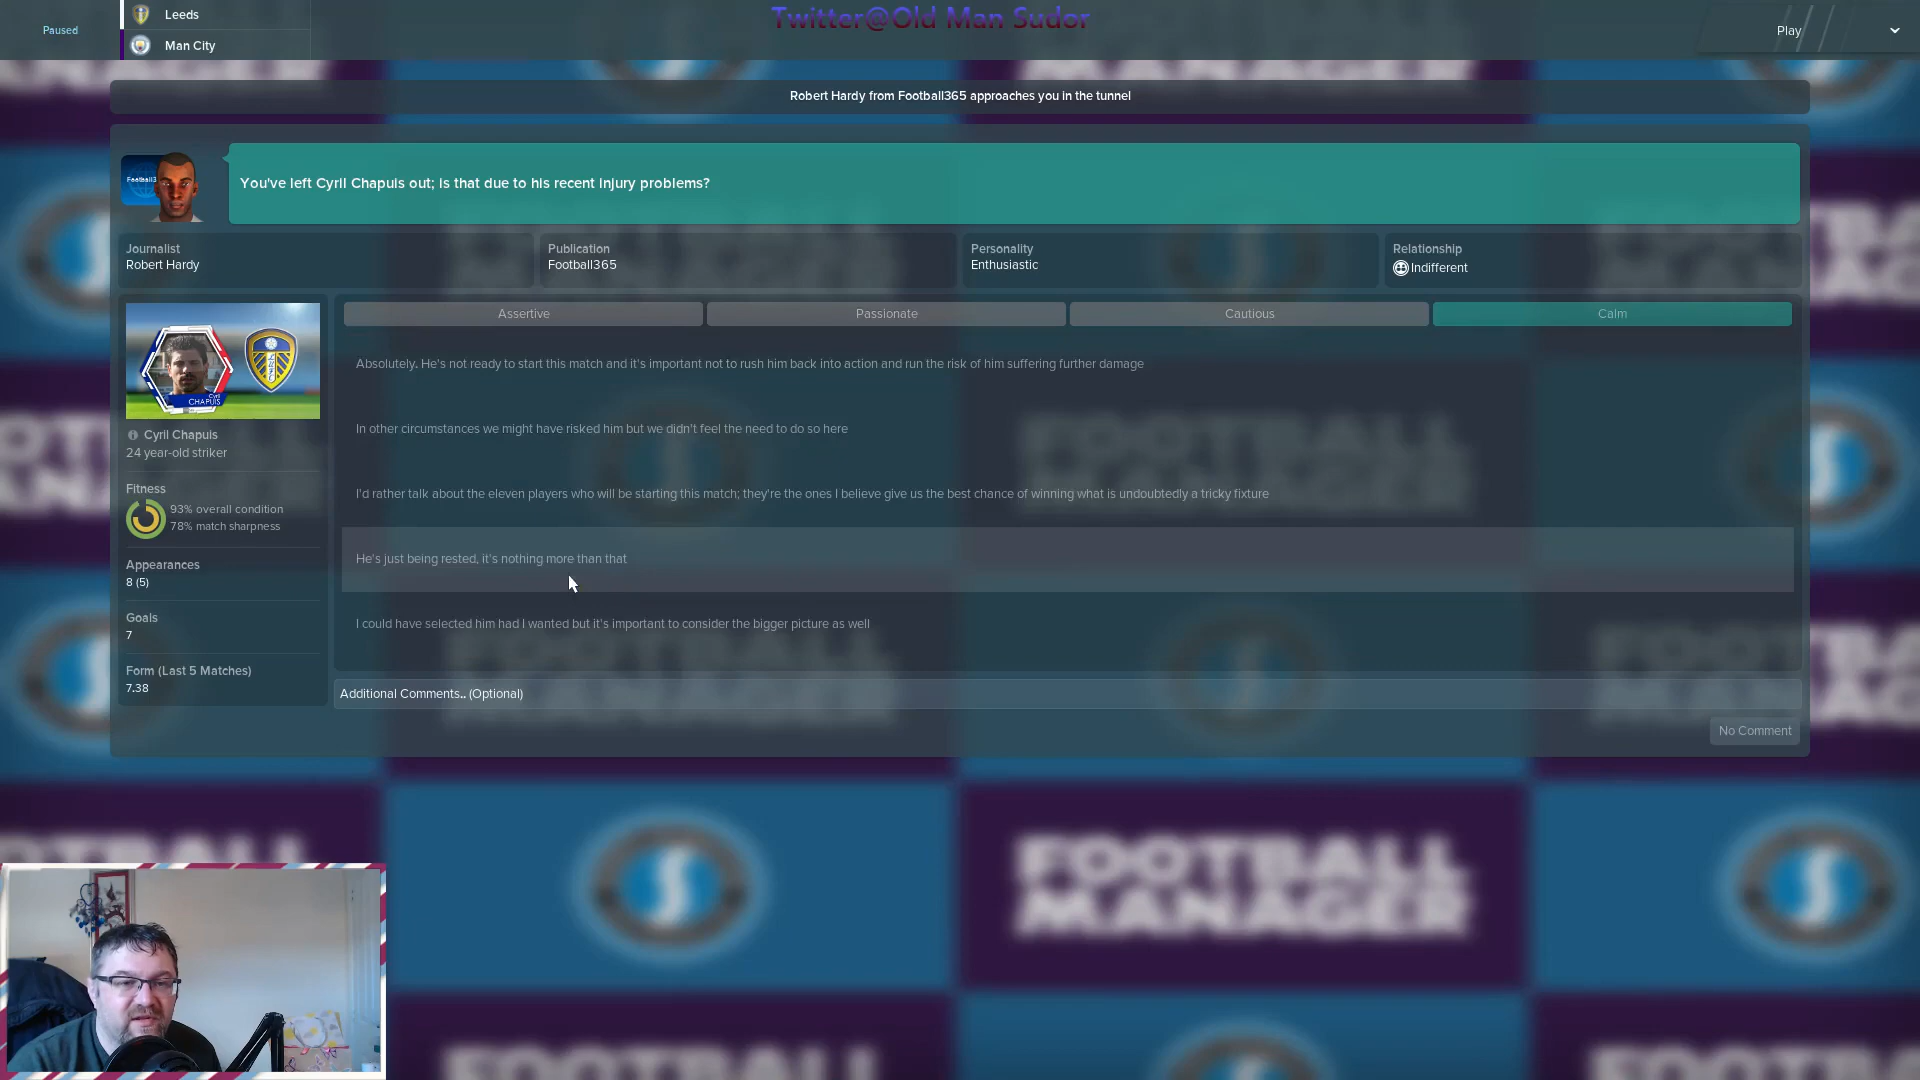 Paused
Leeds
Man City
Twitter@Old Man Sudor
Play
Robert Hardy from Football365 approaches you in the tunnel
Football3
You've left Cyril Chapuis out; is that due to his recent injury problems?
Journalist
Robert Hardy
Publication
Football365
Personality
Enthusiastic
Relationship
Indifferent
Assertive
Passionate
Cautious
Calm
Absolutely. He's not ready to start this match and it's important not to rush him back into action and run the risk of him suffering further damage
In other circumstances we might have risked him but we didn't feel the need to do so here
I'd rather talk about the eleven players who will be starting this match; they're the ones I believe give us the best chance of winning what is undoubtedly a tricky fixture
He's just being rested, it's nothing more than that
I could have selected him had I wanted but it's important to consider the bigger picture as well
Cyril
CHAPUIS
Cyril Chapuis
24 year-old striker
Fitness
93% overall condition
78% match sharpness
Appearances
8 (5)
Goals
7
Form (Last 5 Matches)
7.38
Additional Comments.. (Optional)
No Comment
FOOTBALL
MANAGER